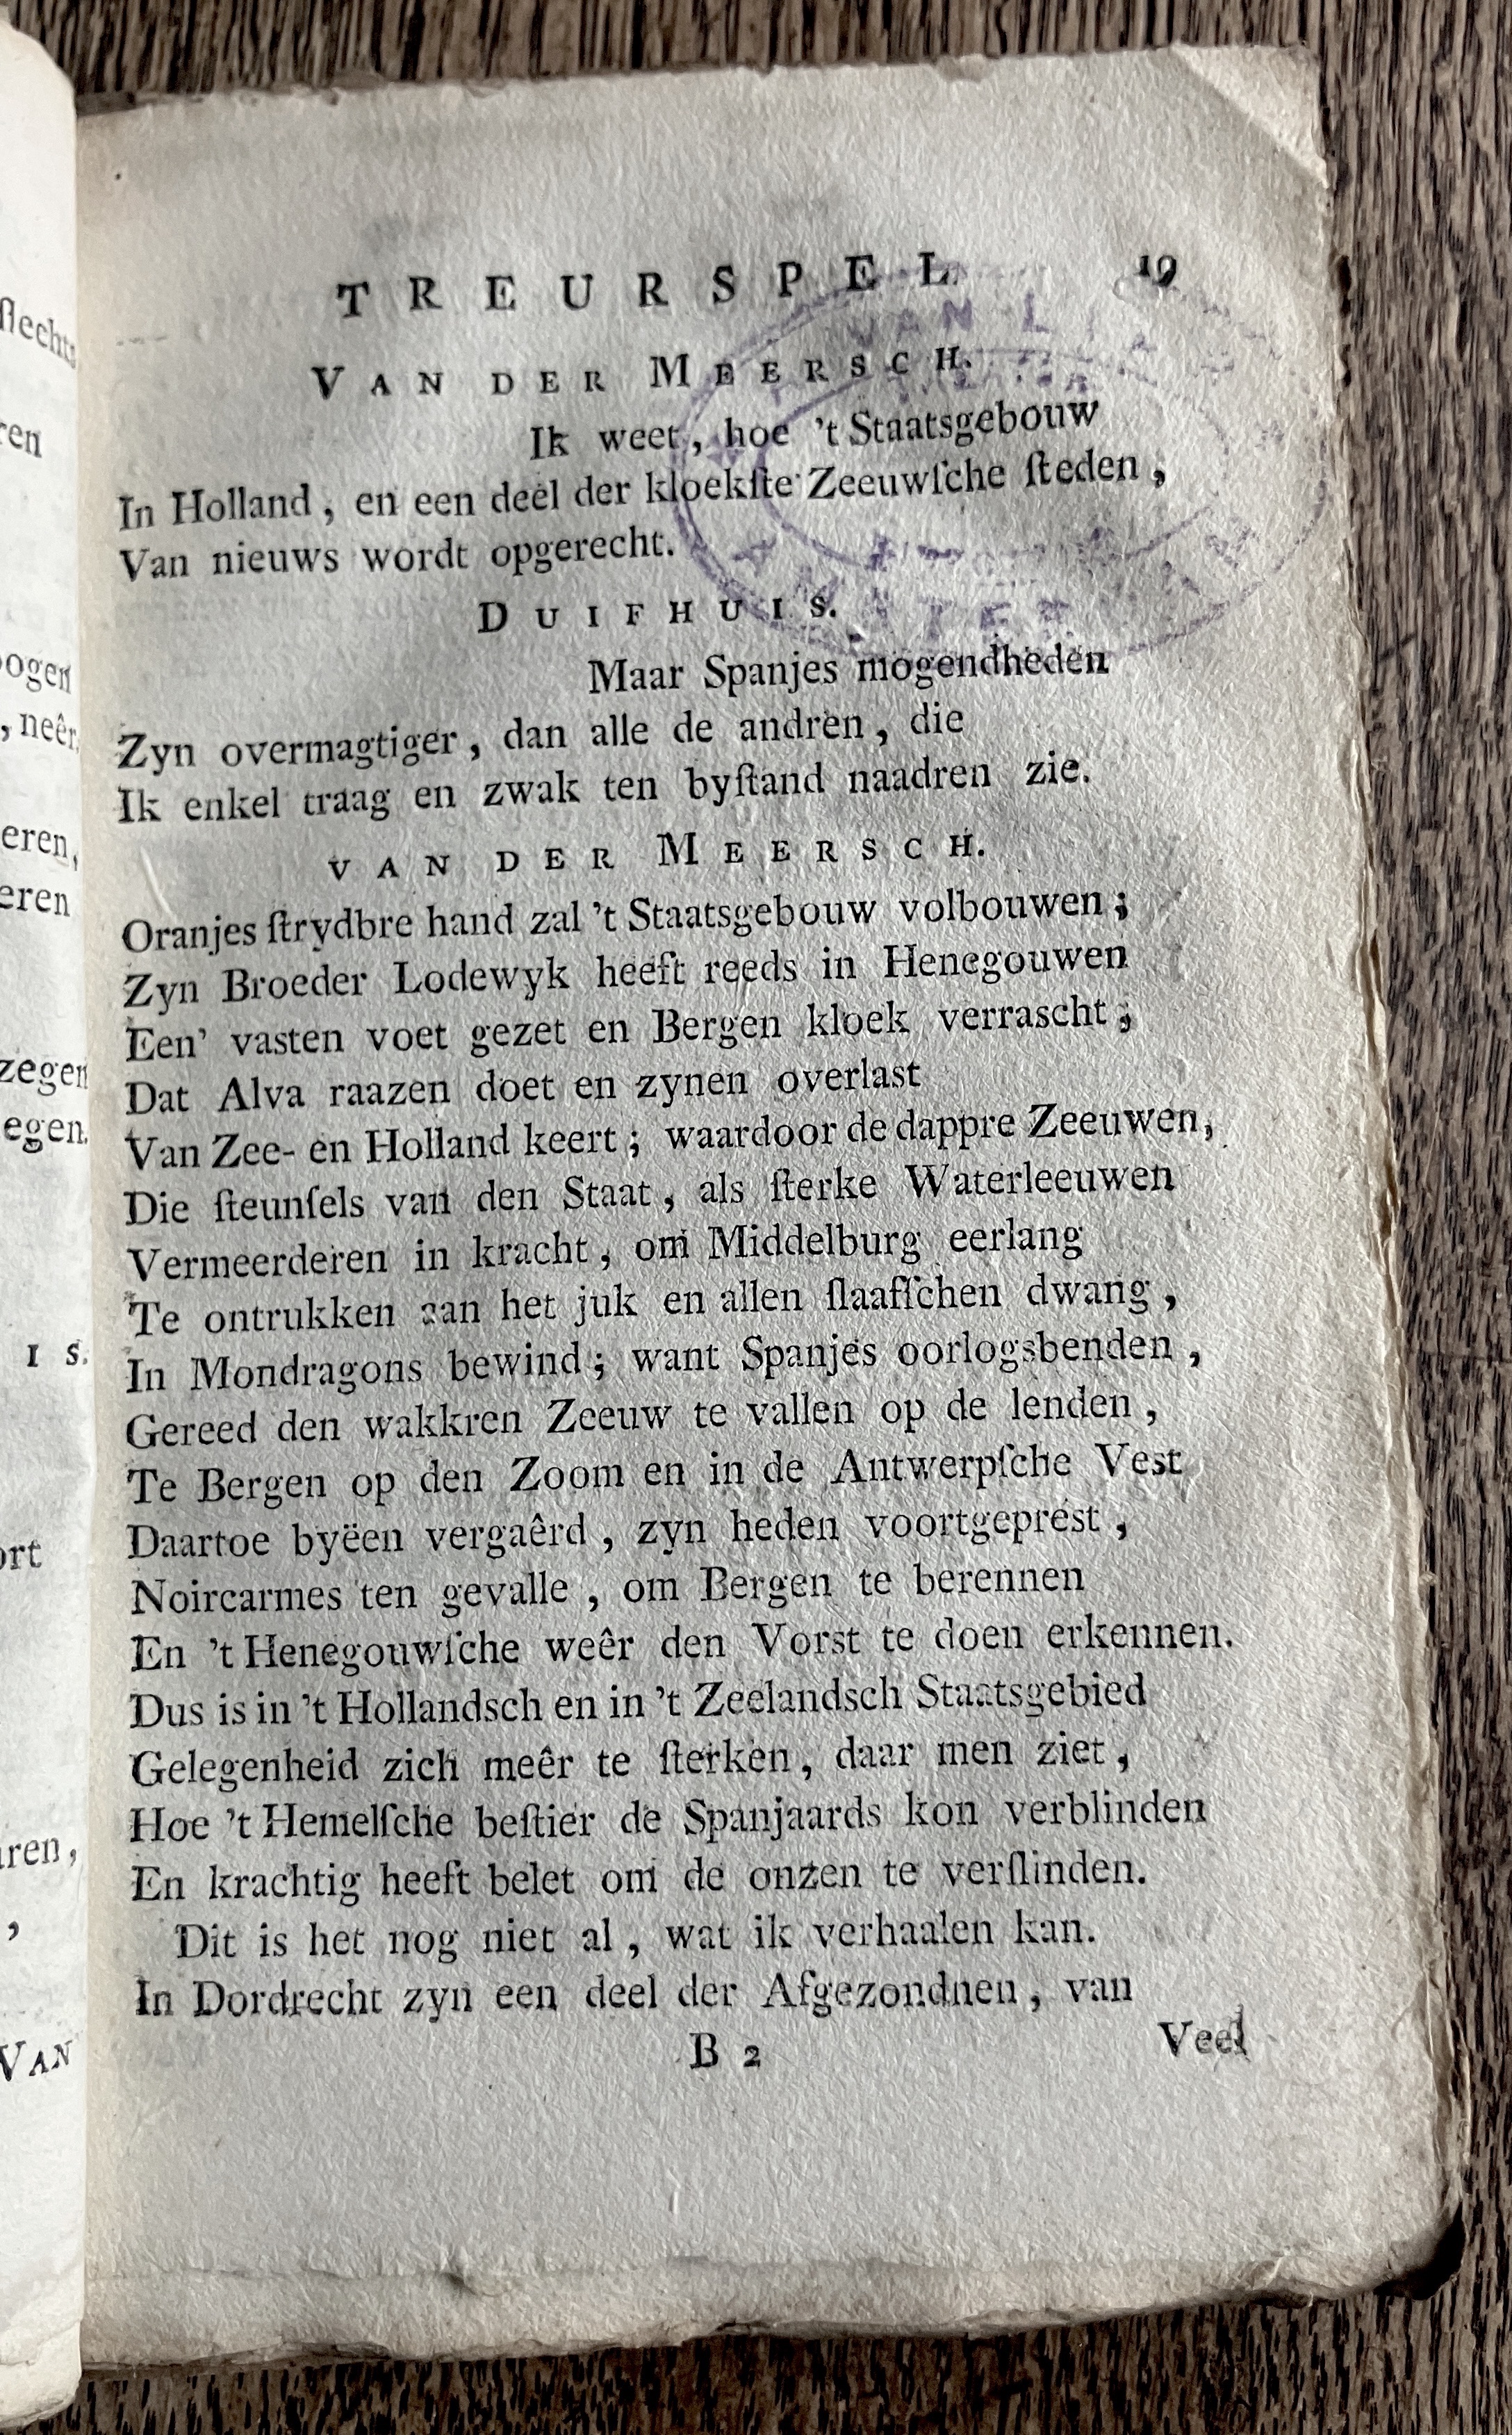 TREURSPEL. 19
VAN DER MEERSCH.
Ik weet, hoe 't Staatsgebouw
In Holland, en een deel der kloekſte Zeeuwſche ſteden,
Van nieuws wordt opgerecht.
DUIFHUIS.
Maar Spanjes mogendheden
Zyn overmagtiger, dan alle de andren, die
Ik enkel traag en zwak ten byſtand naadren zie.
VAN DER MEERSCH.
Oranjes ſtrydbre hand zal 't Staatsgebouw volbouwen;
Zyn Broeder Lodewyk heeft reeds in Henegouwen
Een' vasten voet gezet en Bergen kloek verrascht;
Dat Alva raazen doet en zynen overlast
Van Zee- en Holland keert; waardoor de dappre Zeeuwen,
Die ſteunſels van den Staat, als ſterke Waterleeuwen
Vermeerderen in kracht, om Middelburg eerlang
Te ontrukken aan het juk en allen ſlaafſchen dwang,
In Mondragons bewind; want Spanjes oorlogsbenden,
Gereed den wakkren Zeeuw te vallen op de lenden,
Te Bergen op den Zoom en in de Antwerpſche Vest
Daartoe byëen vergaêrd, zyn heden voortgeprest,
Noircarmes ten gevalle, om Bergen te berennen
En 't Henegouwſche weêr den Vorst te doen erkennen.
Dus is in 't Hollandsch en in 't Zeelandsch Staatsgebied
Gelegenheid zich meêr te ſterken, daar men ziet,
Hoe 't Hemelſche beſtier de Spanjaards kon verblinden
En krachtig heeft belet om de onzen te verſlinden.
Dit is het nog niet al, wat ik verhaalen kan.
In Dordrecht zyn een deel der Afgezondnen, van
B 2 Veel